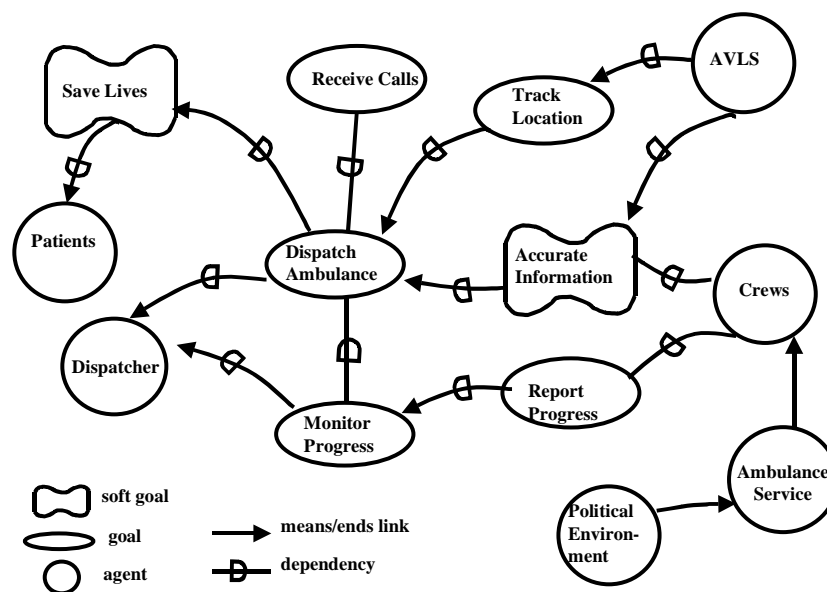 AVLS
Save Lives
Receive Calls
Track
Location
Patients
Dispatch
Ambulance
Accurate
Information
Crews
Dispatcher
Report
Progress
Monitor
Progress
Ambulance
Service
Political
Environ-
ment
soft goal
goal
agent
means/ends link
dependency